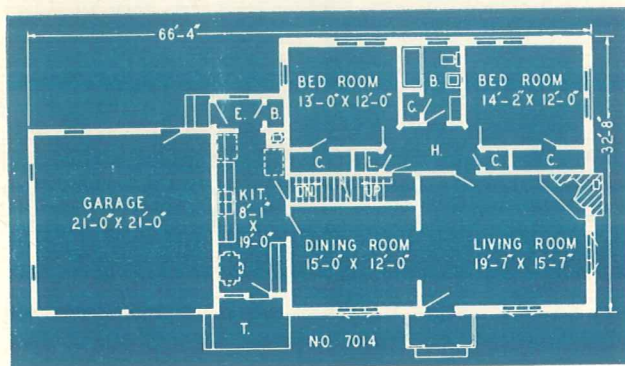 66'-4"
BED ROOM
13'-0" X 12'-0"
B.
C.
BED ROOM
14'-2" X 12'-0"
32'-8"
E.
B.
C.
L.
H.
C.
C.
GARAGE
21'-0" X 21'-0"
KIT.
8'-1"
X
19'-0"
DN.
UP
DINING ROOM
15'-0" X 12'-0"
LIVING ROOM
19'-7" X 15'-7"
T.
NO. 7014